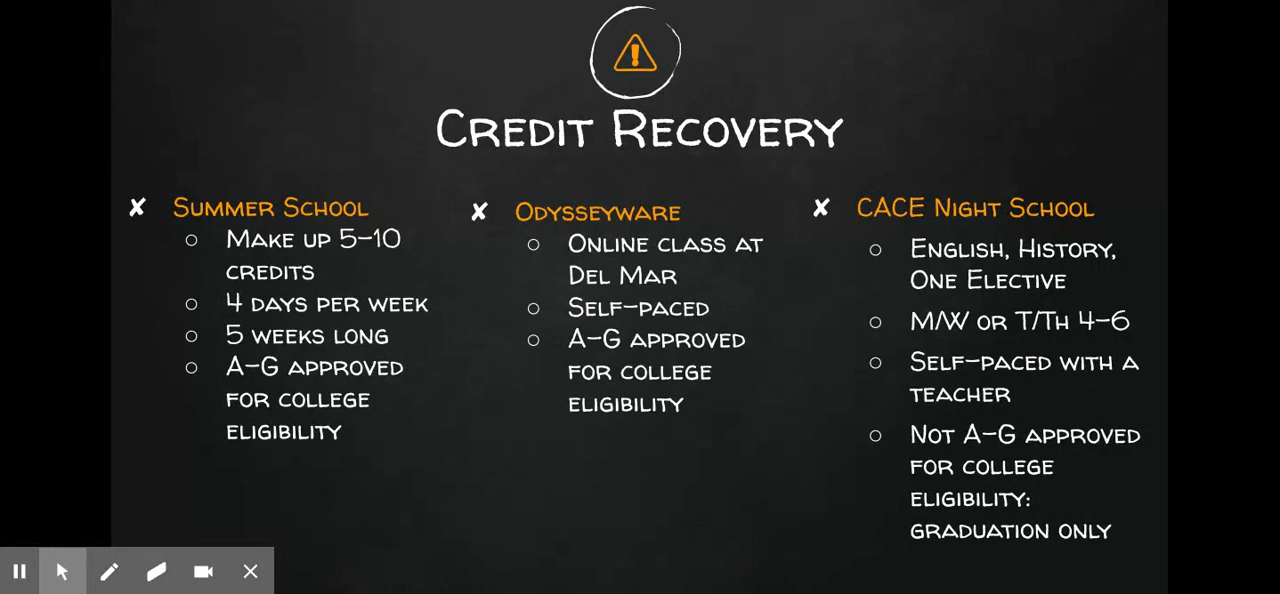 Credit Recovery
✘ Summer School
○ Make up 5-10
credits
○ 4 days per week
○ 5 weeks long
○ A-G approved
for college
eligibility
✘ Odysseyware
○ Online class at
Del Mar
○ Self-paced
○ A-G approved
for college
eligibility
✘ CACE Night School
○ English, History,
One Elective
○ M/W or T/Th 4-6
○ Self-paced with a
teacher
○ Not A-G approved
for college
eligibility:
graduation only